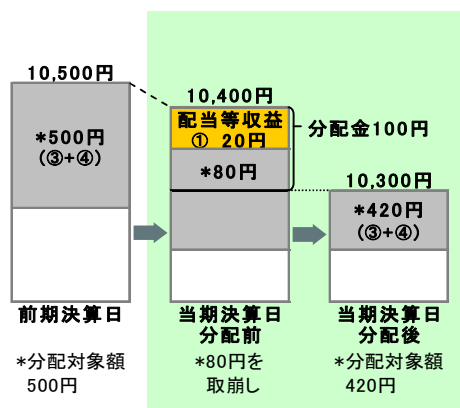 10,500円
*500円
(③+④)
前期決算日
*分配対象額
500円
10,400円
配当等収益
① 20円
*80円
分配金100円
当期決算日
分配前
*80円を
取崩し
10,300円
*420円
(③+④)
当期決算日
分配後
*分配対象額
420円